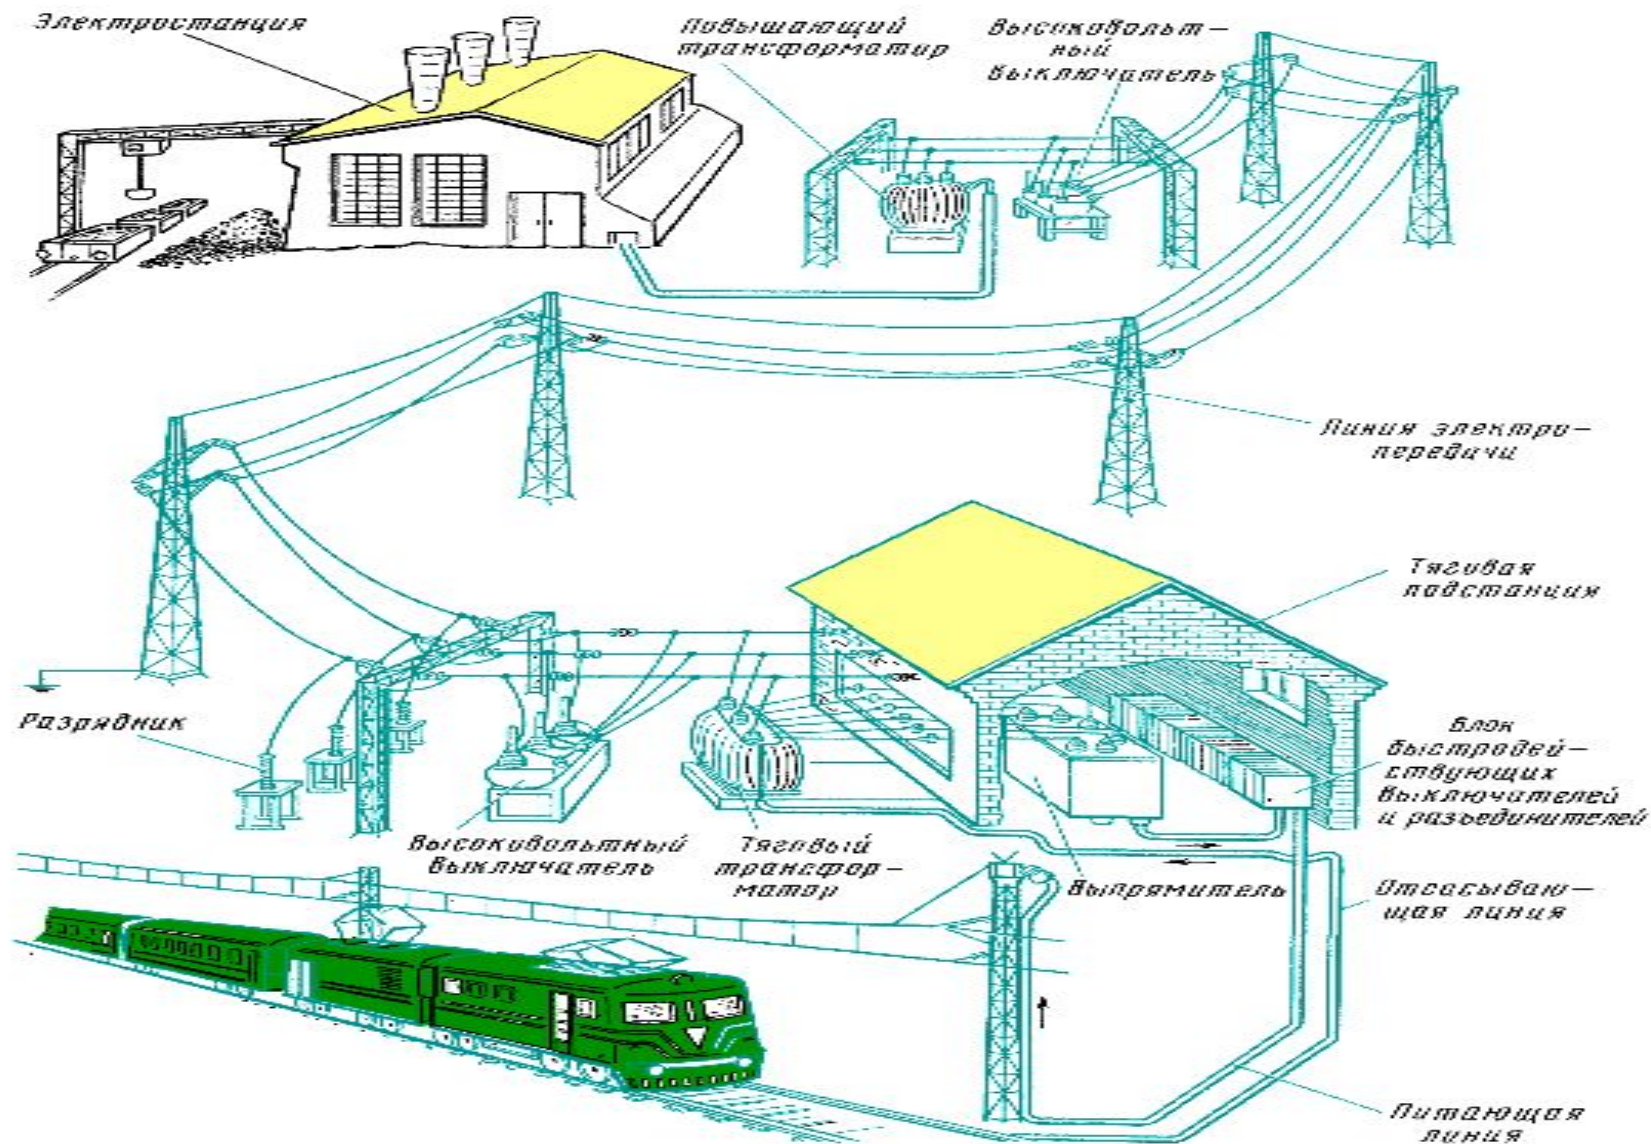 Электростанция
Повышающий
трансформатор
Высоковольт-
ный
выключатель
Линия электро-
передачи
Тяговая
подстанция
Разрядник
Блок
быстродей-
ствующих
выключателей
и разъединителей
Высоковольтный
выключатель
Тяговый
трансфор-
матор
Выпрямитель
Отсасываю-
щая линия
Питающая
линия